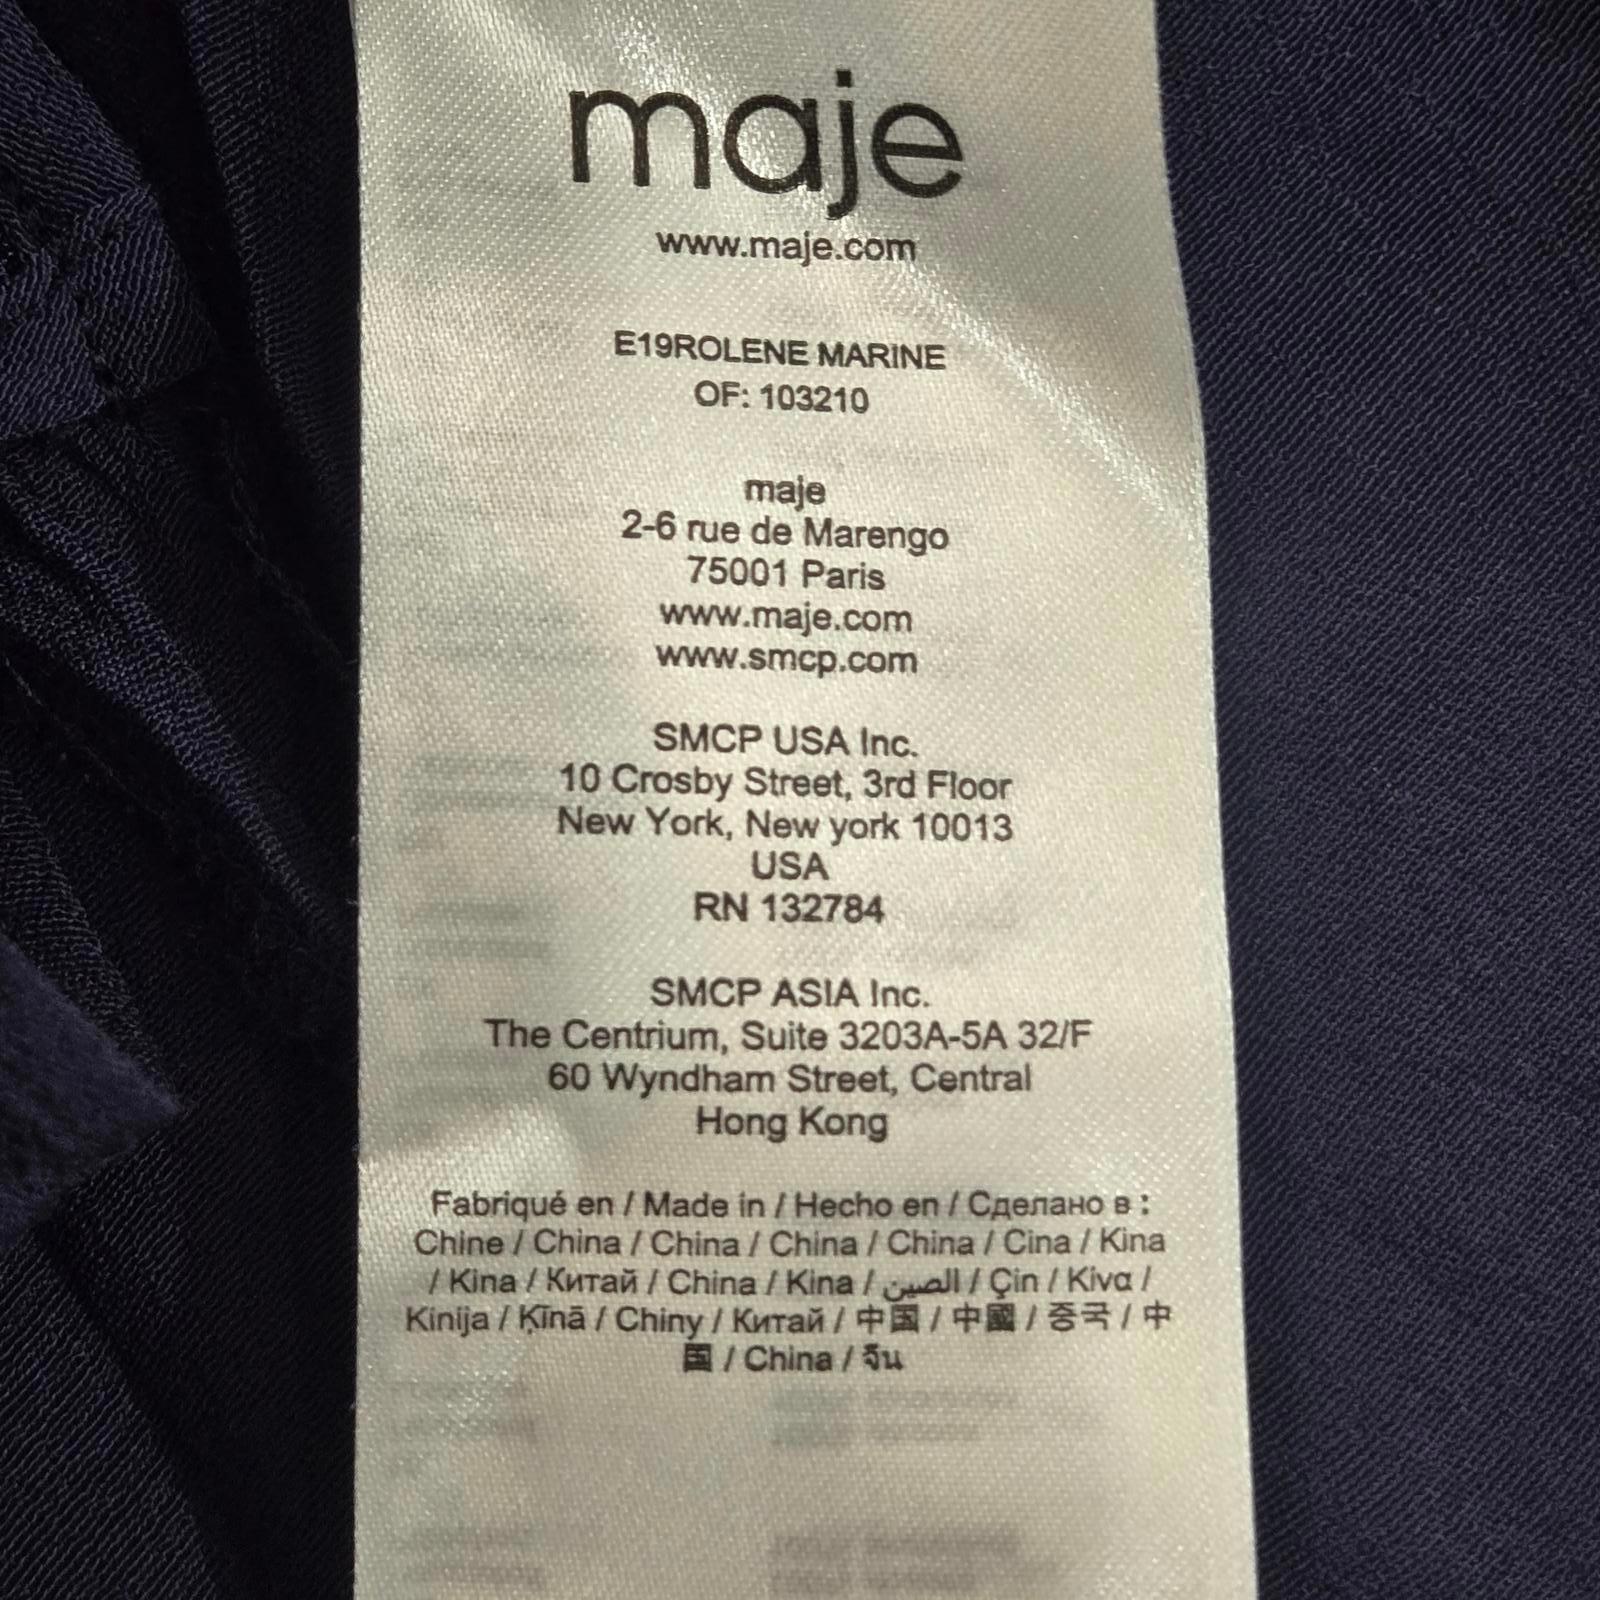 maje
www.maje.com
E19ROLENE MARINE
OF: 103210
maje
2-6 rue de Marengo
75001 Paris
www.maje.com
www.smcp.com
SMCP USA Inc.
10 Crosby Street, 3rd Floor
New York, New york 10013
USA
RN 132784
SMCP ASIA Inc.
The Centrium, Suite 3203A-5A 32/F
60 Wyndham Street, Central
Hong Kong
Fabriqué en / Made in / Hecho en / Сделано в :
Chine / China / China / China / China / Cina / Kina
/ Kina / Китай / China / Kina / الصين / Çin / Kίνα /
Kinija / Ķīnā / Chiny / Китай / 中国 / 中國 / 중국 / 中
国 / China / จีน